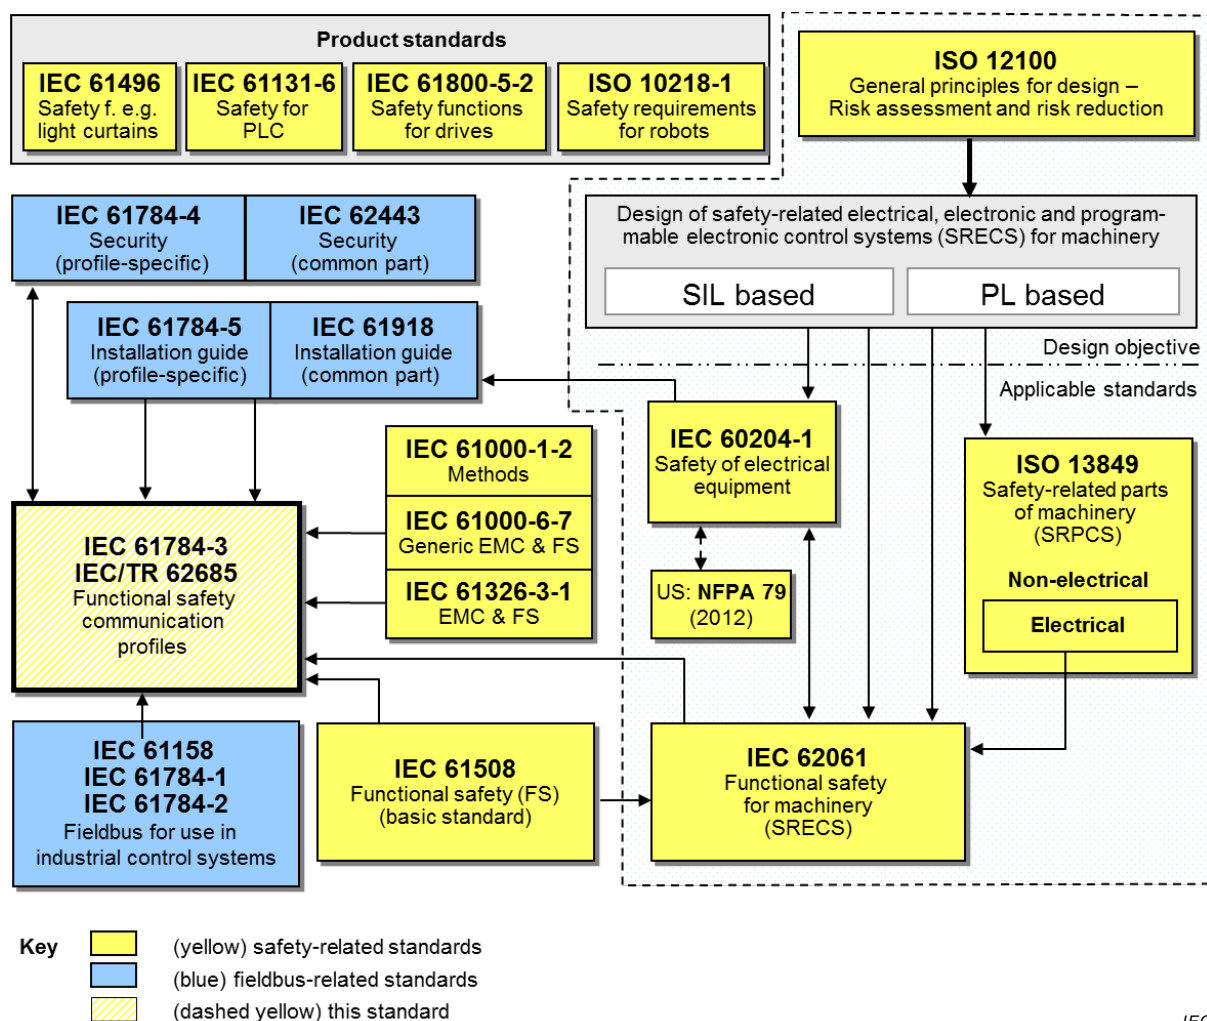 Product standards
IEC 61496
Safety f. e.g.
light curtains
IEC 61131-6
Safety for
PLC
IEC 61800-5-2
Safety functions
for drives
ISO 10218-1
Safety requirements
for robots
ISO 12100
General principles for design –
Risk assessment and risk reduction
IEC 61784-4
Security
(profile-specific)
IEC 62443
Security
(common part)
Design of safety-related electrical, electronic and program-
mable electronic control systems (SRECS) for machinery
SIL based
PL based
IEC 61784-5
Installation guide
(profile-specific)
IEC 61918
Installation guide
(common part)
Design objective
Applicable standards
IEC 60204-1
Safety of electrical
equipment
IEC 61000-1-2
Methods
IEC 61000-6-7
Generic EMC & FS
IEC 61326-3-1
EMC & FS
ISO 13849
Safety-related parts
of machinery
(SRPCS)
Non-electrical
Electrical
IEC 61784-3
IEC/TR 62685
Functional safety
communication
profiles
US: NFPA 79
(2012)
IEC 61158
IEC 61784-1
IEC 61784-2
Fieldbus for use in
industrial control systems
IEC 61508
Functional safety (FS)
(basic standard)
IEC 62061
Functional safety
for machinery
(SRECS)
Key
(yellow) safety-related standards
(blue) fieldbus-related standards
(dashed yellow) this standard
IEC